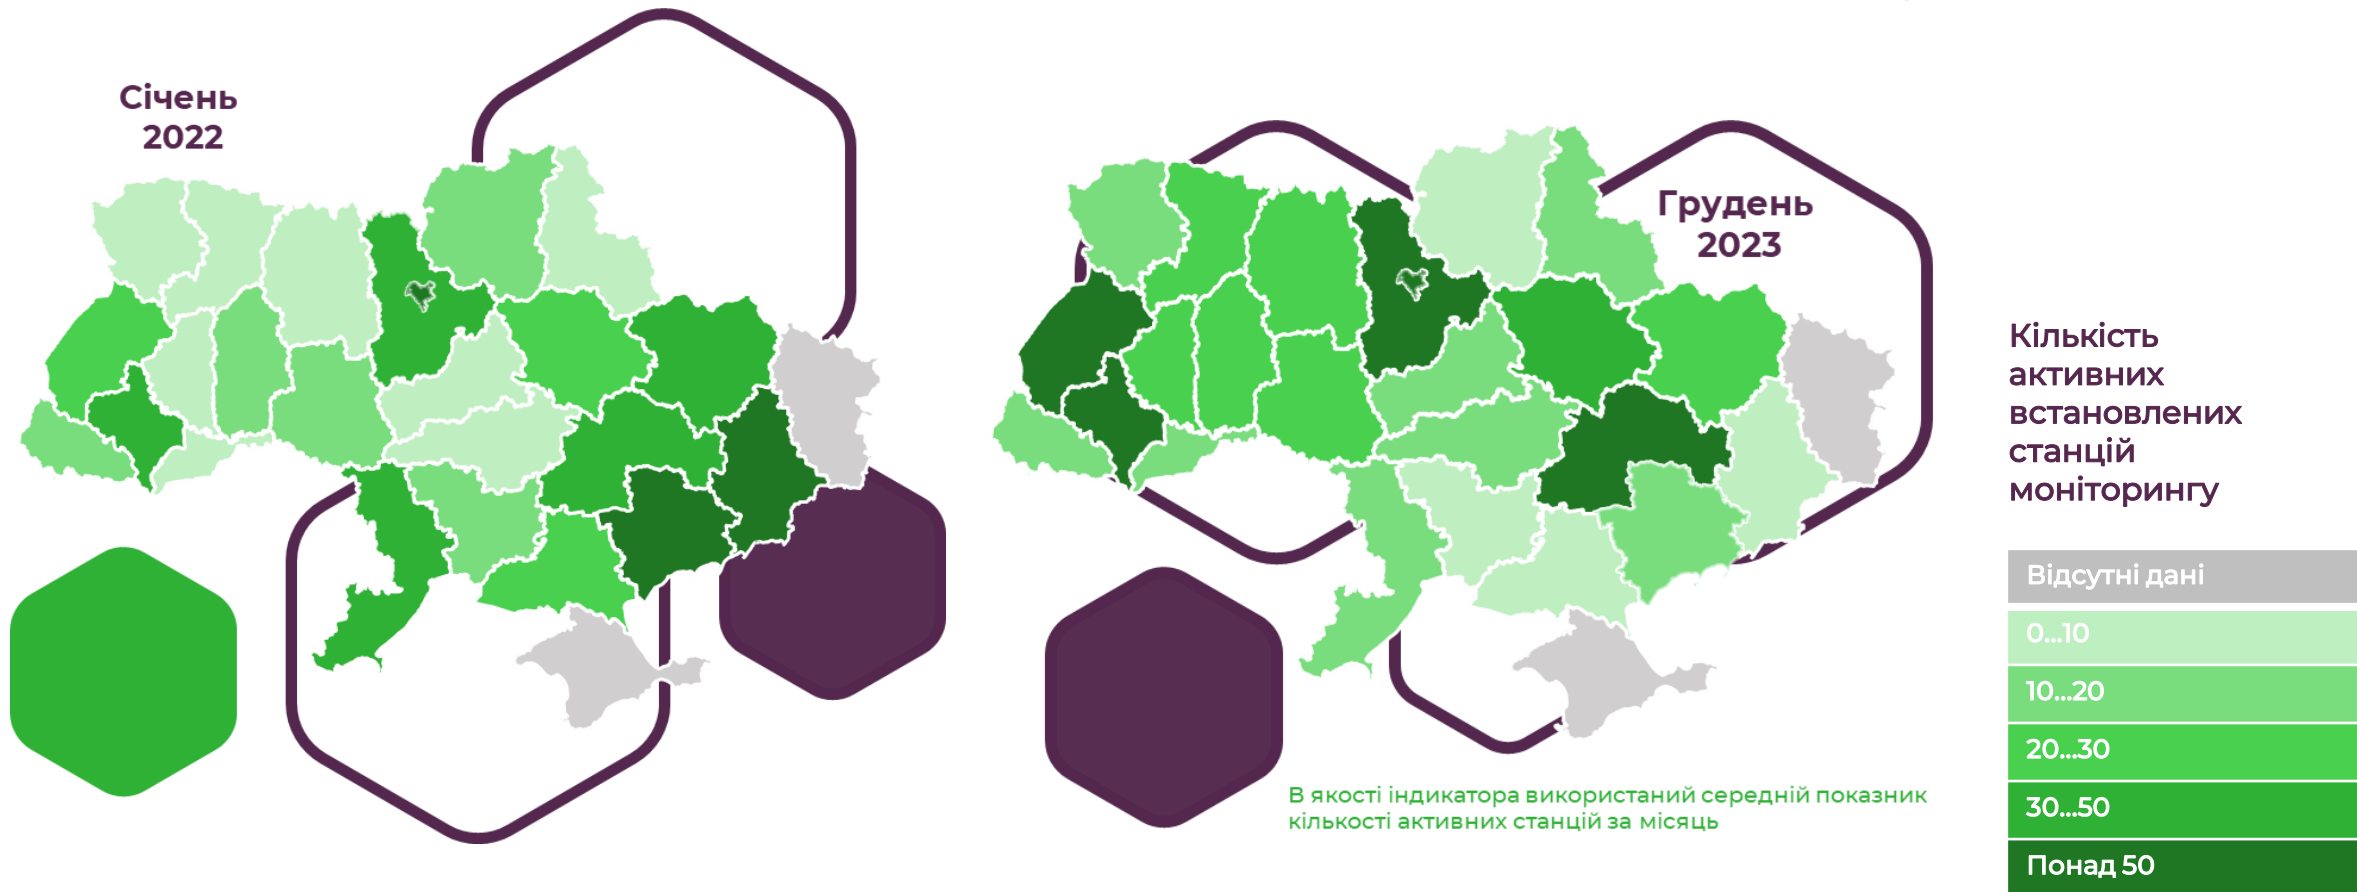 Січень
2022
Грудень
2023
Кількість
активних
встановлених
станцій
моніторингу
Відсутні дані
0...10
10...20
20...30
30...50
Понад 50
В якості індикатора використаний середній показник
кількості активних станцій за місяць